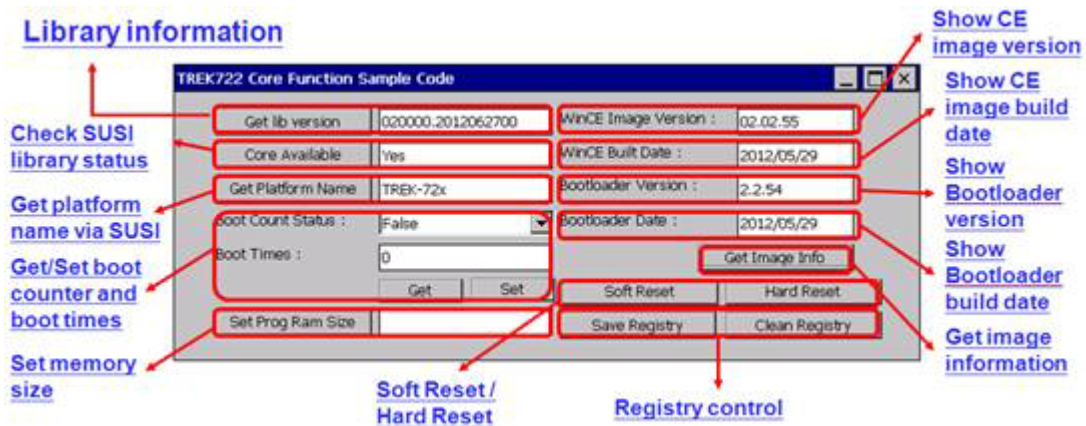 Library information
Show CE
image version
TREK722 Core Function Sample Code
Get lib version
020000.2012062700
WinCE Image Version :
02.02.55
Show CE
image build
date
Check SUSI
library status
Core Available
Yes
WinCE Built Date :
2012/05/29
Get platform
name via SUSI
Get Platform Name
TREK-72x
Bootloader Version :
2.2.54
Show
Bootloader
version
Boot Count Status :
False
Bootloader Date :
2012/05/29
Show
Bootloader
build date
Get/Set boot
counter and
boot times
Boot Times :
0
Get Image Info
Get
Set
Soft Reset
Hard Reset
Get image
information
Set memory
size
Set Prog Ram Size
Save Registry
Clean Registry
Soft Reset /
Hard Reset
Registry control